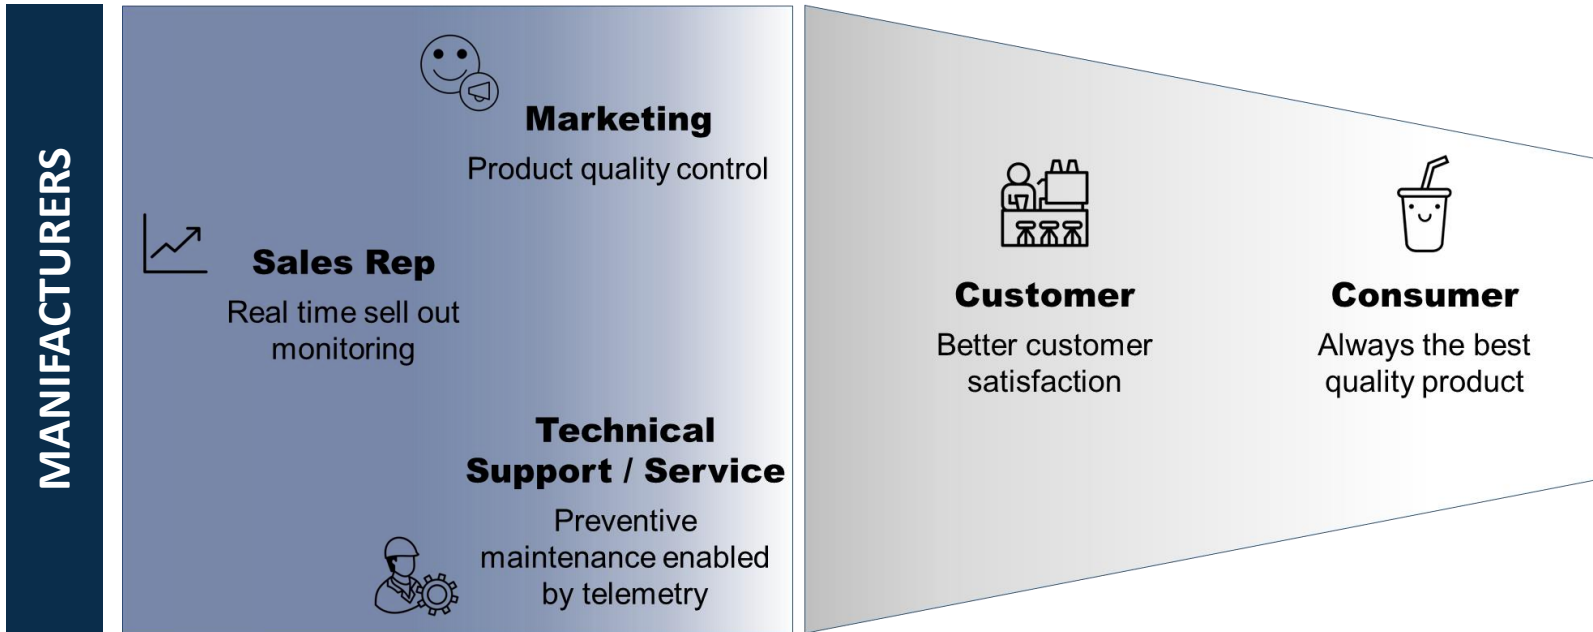 MANIFACTURERS
Marketing
Product quality control
Sales Rep
Real time sell out
monitoring
Technical
Support / Service
Preventive
maintenance enabled
by telemetry
Customer
Better customer
satisfaction
Consumer
Always the best
quality product